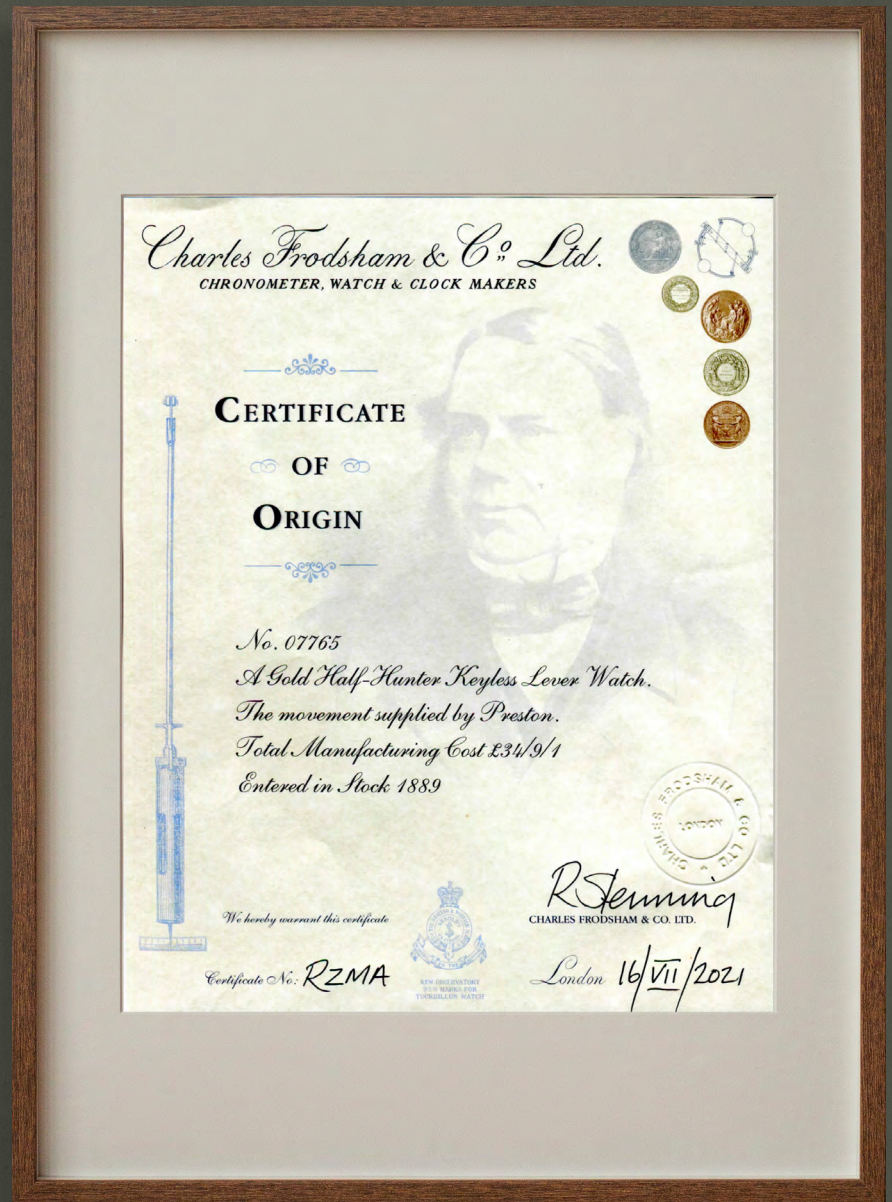 Charles Frodsham & Co. Ltd.
CHRONOMETER, WATCH & CLOCK MAKERS
CERTIFICATE
OF
ORIGIN
No. 07765
A Gold Half-Hunter Keyless Lever Watch.
The movement supplied by Preston.
Total Manufacturing Cost £34/9/1
Entered in Stock 1889
CHARLES FRODSHAM & CO LTD
LONDON
RStenning
We hereby warrant this certificate
CHARLES FRODSHAM & CO. LTD.
Certificate No: RZMA
London 16/VII/2021
KEW OBSERVATORY
MARKS FOR
TOURBILLON WATCH